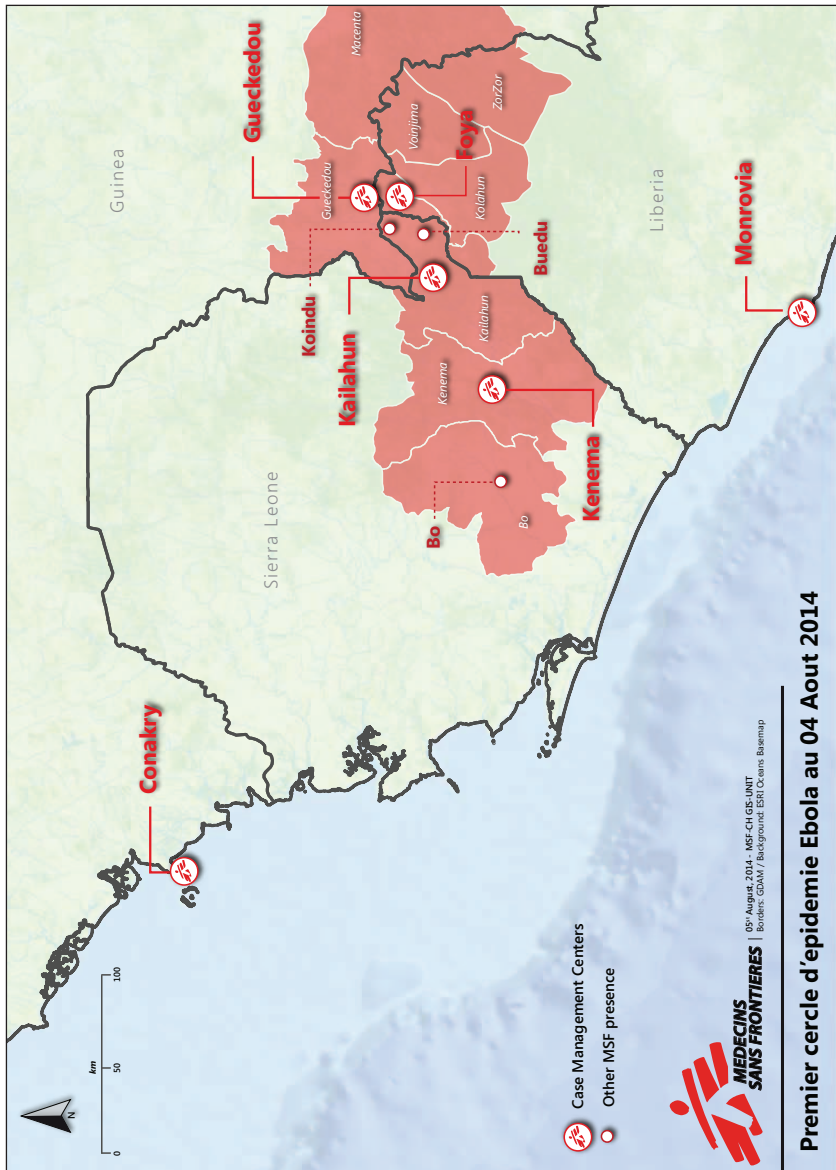 Guinea
Macenta
Gueckedou
Gueckedou
Voinjima
ZorZor
Foya
Kolahun
Koindu
Buedu
Kailahun
Kailahun
Liberia
Monrovia
Sierra Leone
Kenema
Kenema
Bo
Bo
Conakry
km
0 50 100
N
Case Management Centers
Other MSF presence
MEDECINS
SANS FRONTIERES
05ᵗʰ August, 2014 - MSF-CH GIS-UNIT
Borders: GDAM / Background: ESRI Oceans Basemap
Premier cercle d'epidemie Ebola au 04 Aout 2014